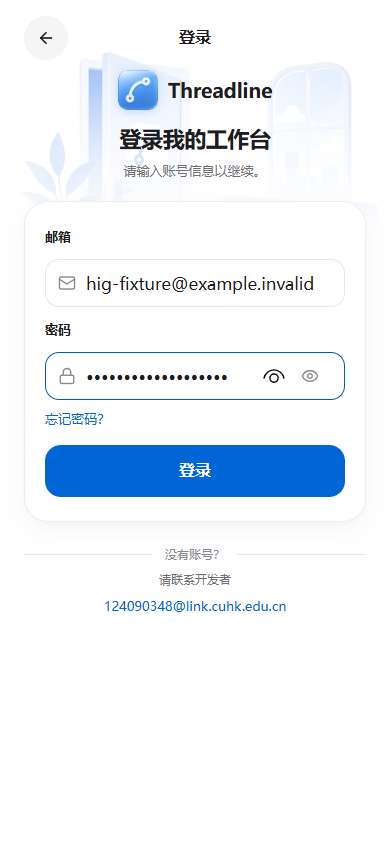 登录
Threadline
登录我的工作台
请输入账号信息以继续。
邮箱
hig-fixture@example.invalid
密码
•••••••••••••••••••
忘记密码?
登录
没有账号?
请联系开发者
124090348@link.cuhk.edu.cn